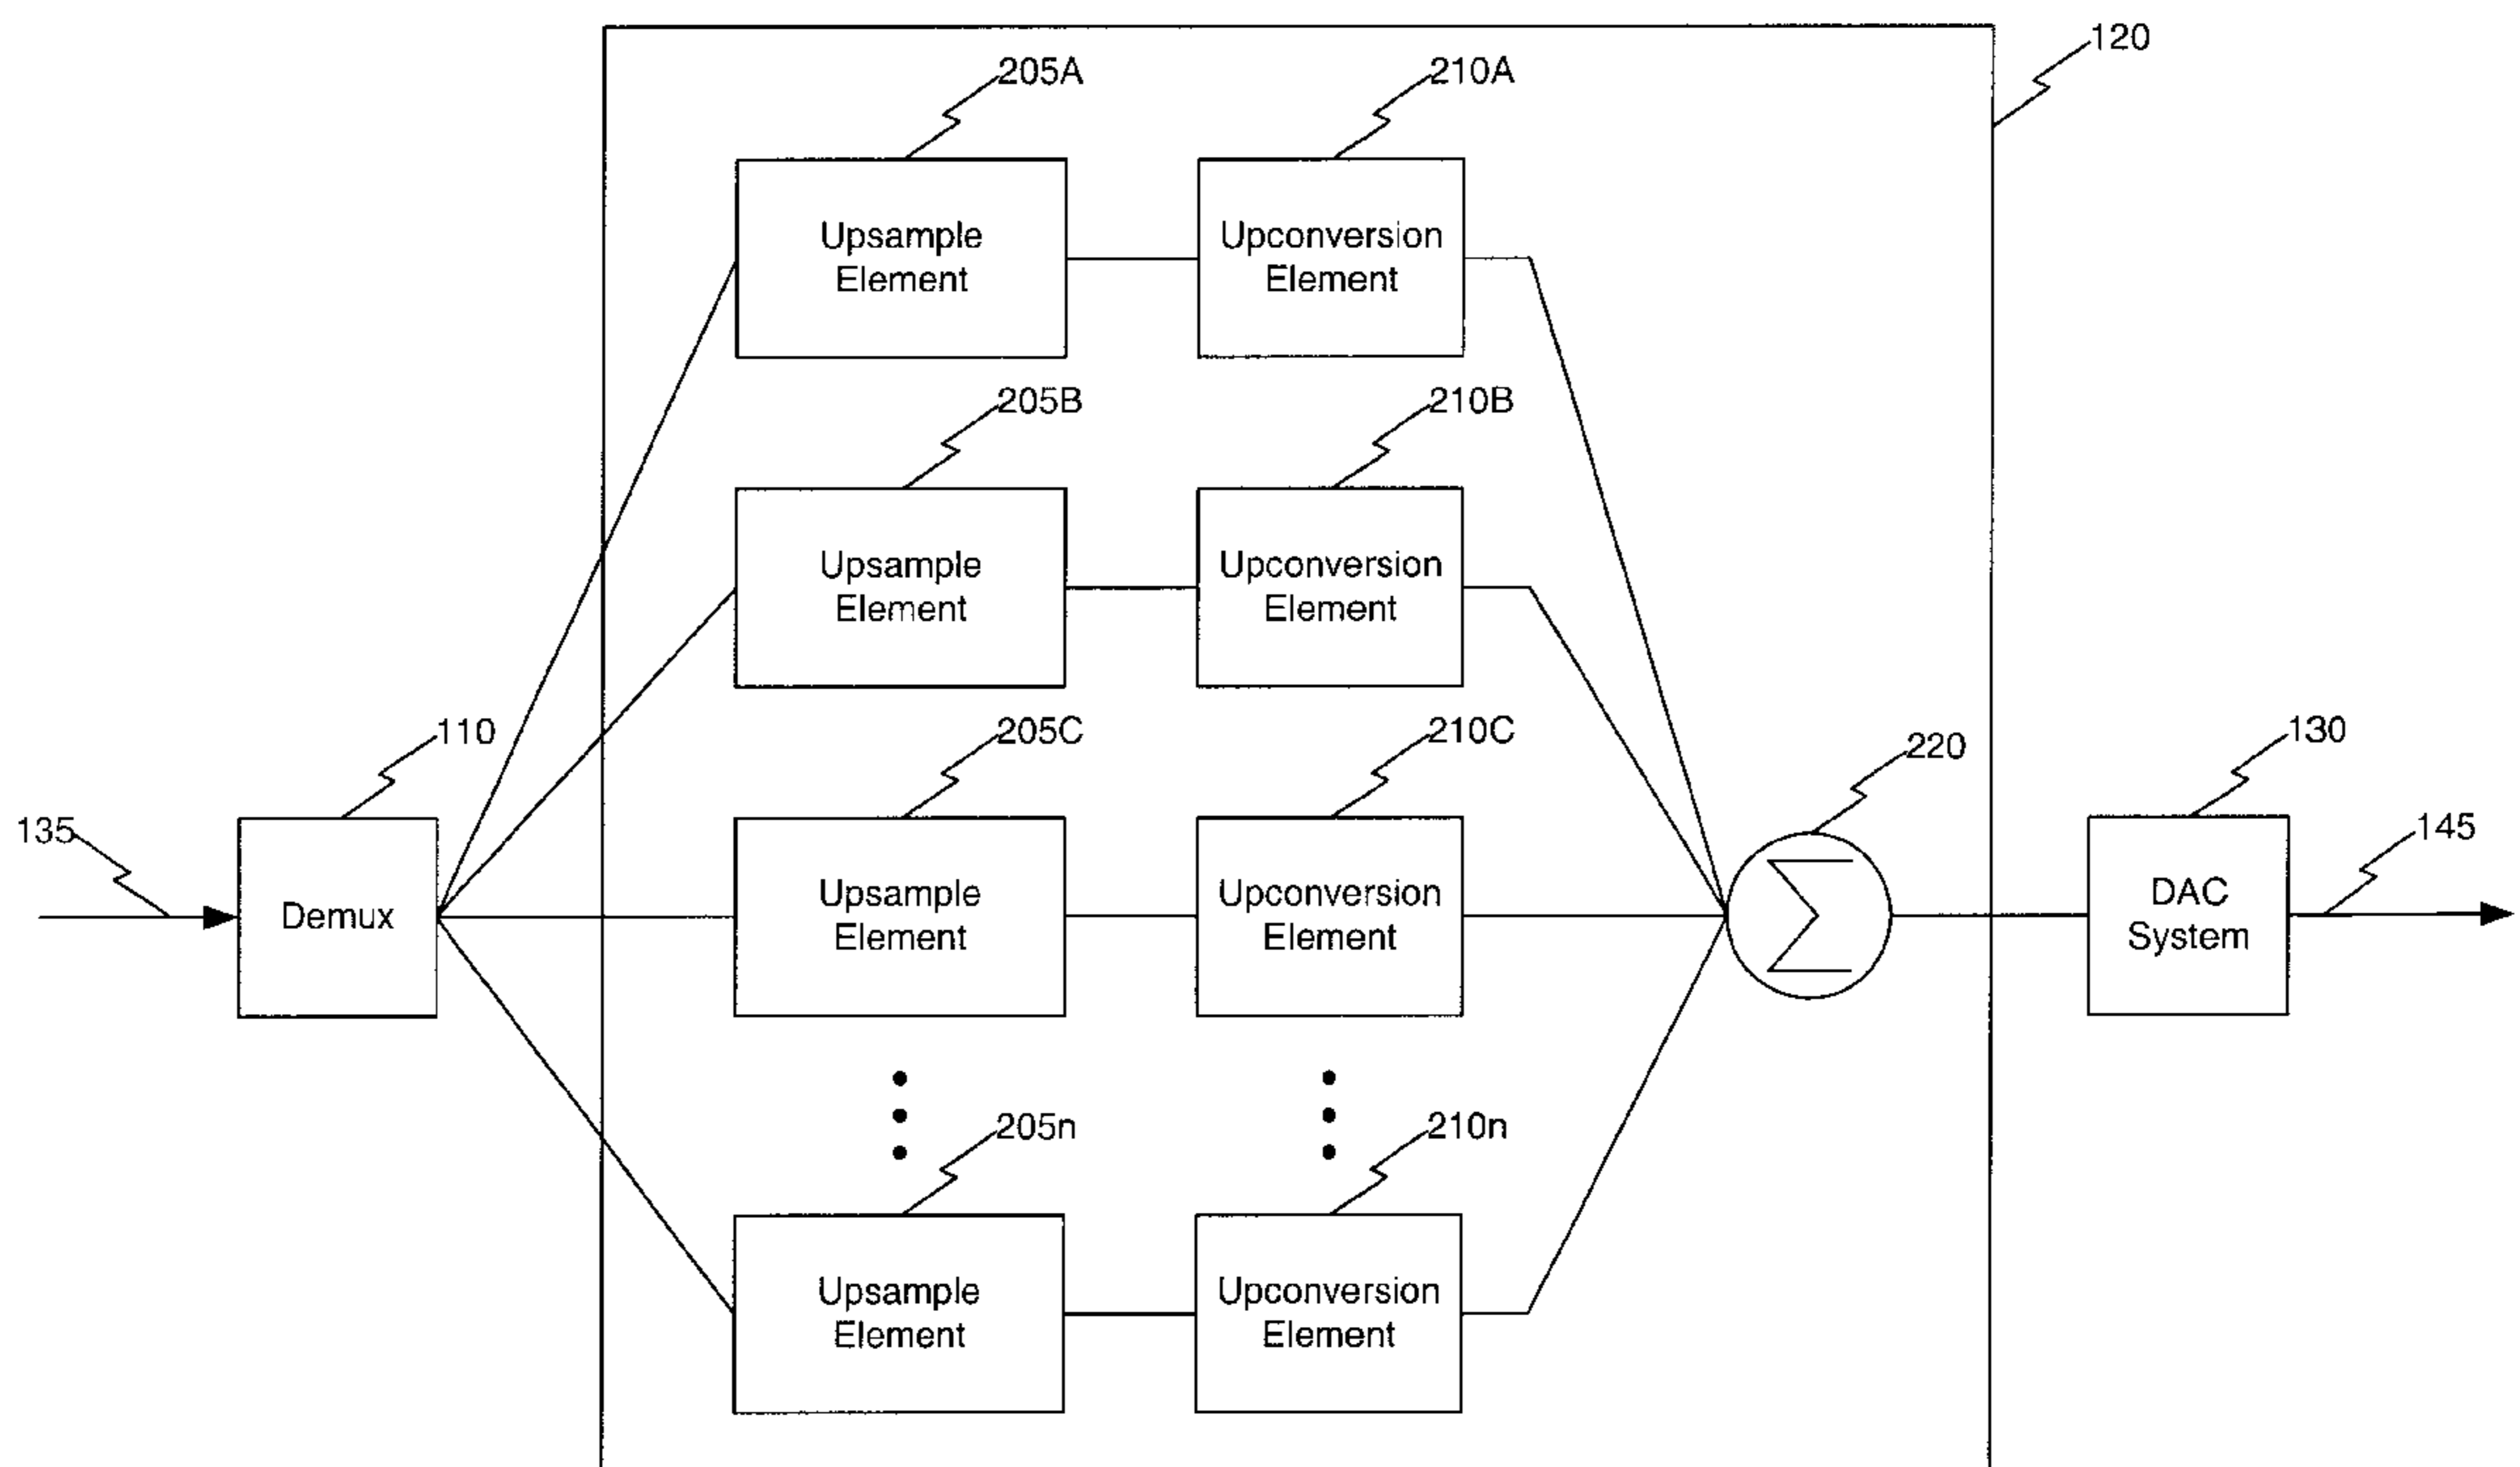 120
205A
210A
Upsample
Element
Upconversion
Element
205B
210B
Upsample
Element
Upconversion
Element
110
205C
210C
220
130
135
145
Demux
Upsample
Element
Upconversion
Element
Σ
DAC
System
205n
210n
Upsample
Element
Upconversion
Element